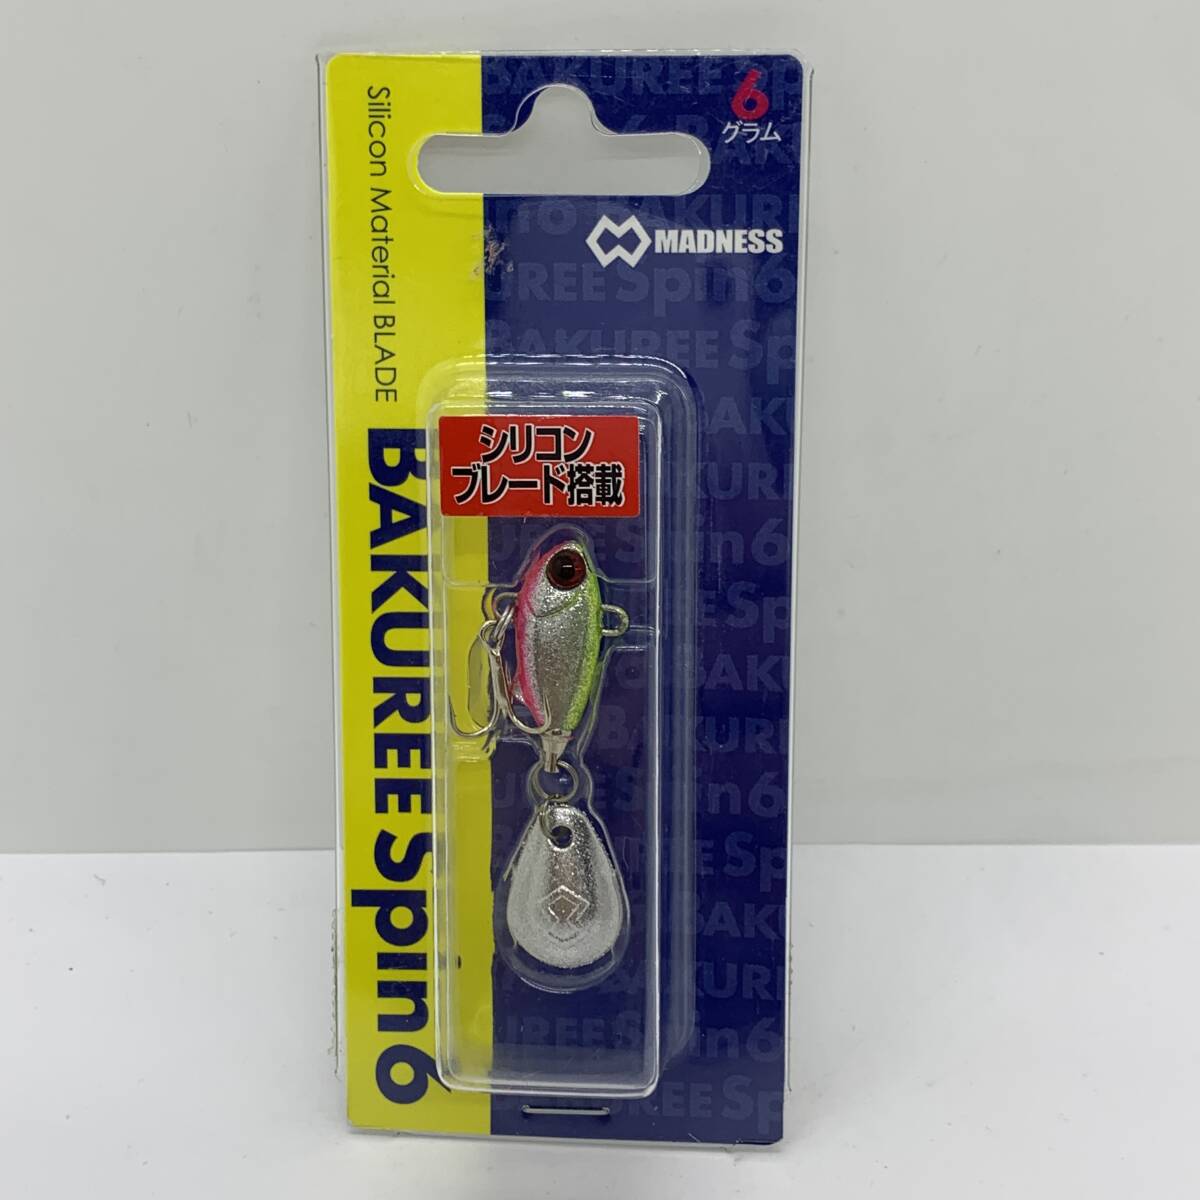 6
グラム
MADNESS
Silicon Material BLADE
BAKUREE Spin6
シリコン
ブレード搭載